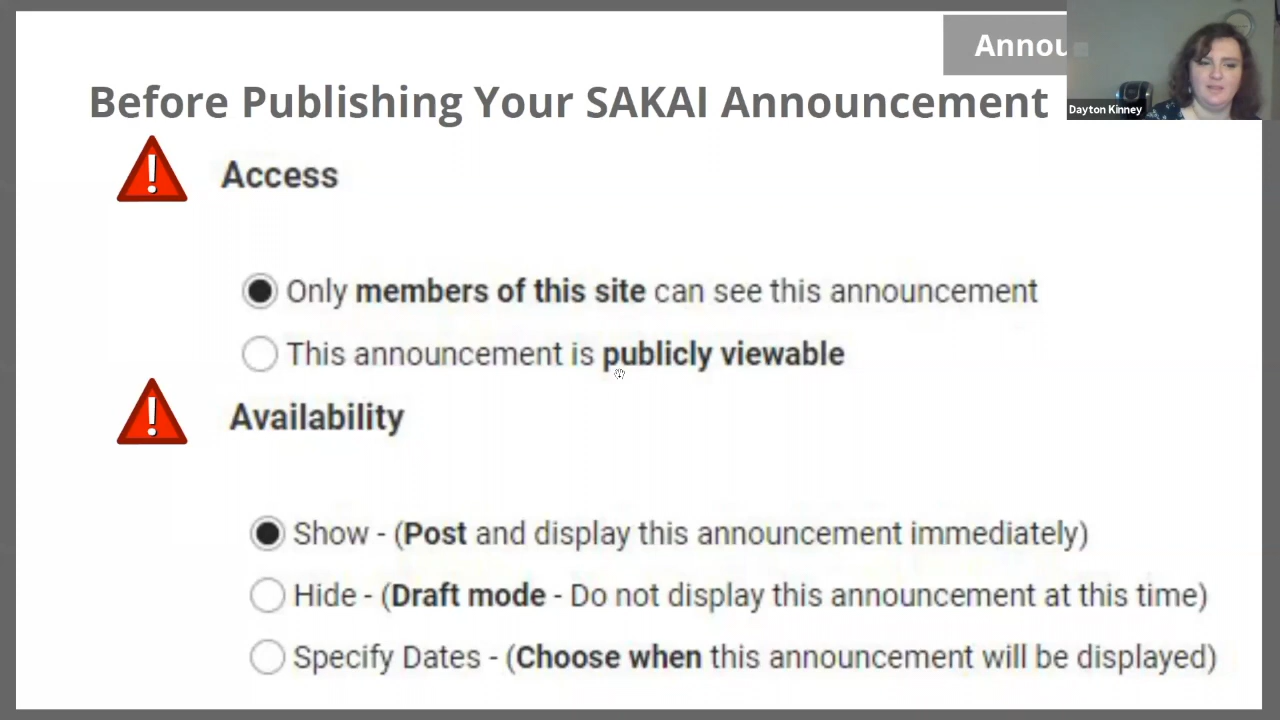 Annou
Before Publishing Your SAKAI Announcement
Dayton Kinney
Access
Only members of this site can see this announcement
This announcement is publicly viewable
Availability
Show - (Post and display this announcement immediately)
Hide - (Draft mode - Do not display this announcement at this time)
Specify Dates - (Choose when this announcement will be displayed)